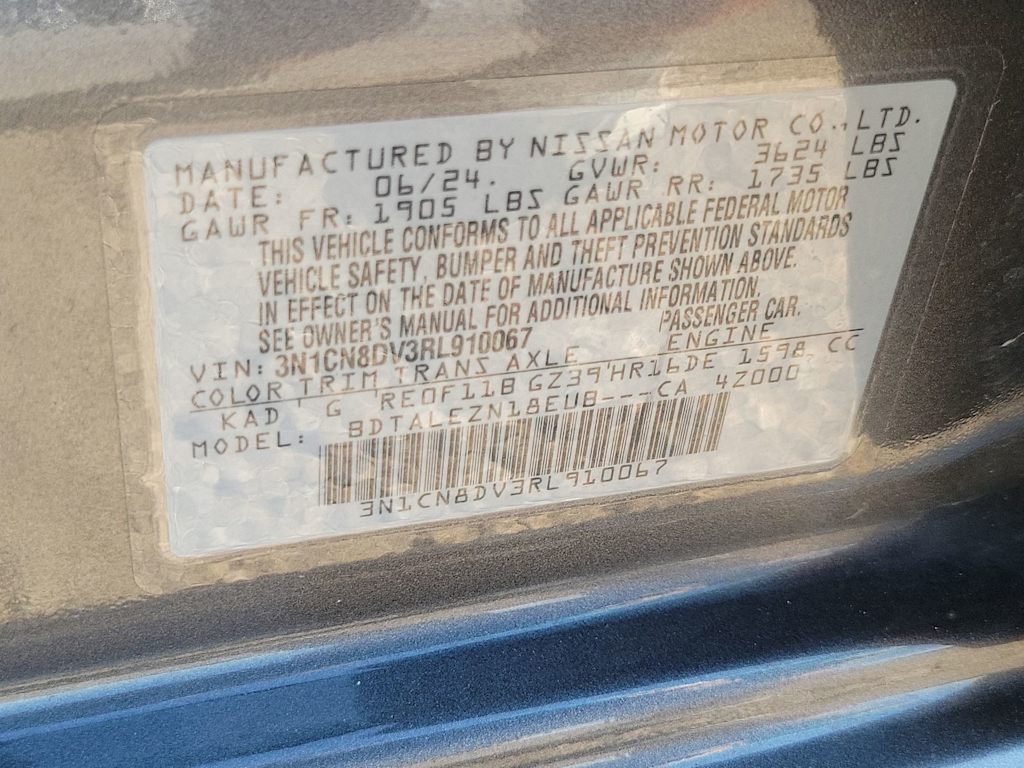 MANUFACTURED BY NISSAN MOTOR CO., LTD.
DATE: 06/24. GVWR: 3624 LBS
GAWR FR: 1905 LBS GAWR RR: 1735 LBS
THIS VEHICLE CONFORMS TO ALL APPLICABLE FEDERAL MOTOR
VEHICLE SAFETY, BUMPER AND THEFT PREVENTION STANDARDS
IN EFFECT ON THE DATE OF MANUFACTURE SHOWN ABOVE.
SEE OWNER'S MANUAL FOR ADDITIONAL INFORMATION.
VIN: 3N1CN8DV3RL910067 PASSENGER CAR.
COLOR TRIM TRANS AXLE ENGINE
KAD G RE0F11B GZ39 HR16DE 1598 CC
MODEL: BDTALEZN18EUB---CA 4Z000
3N1CN8DV3RL910067